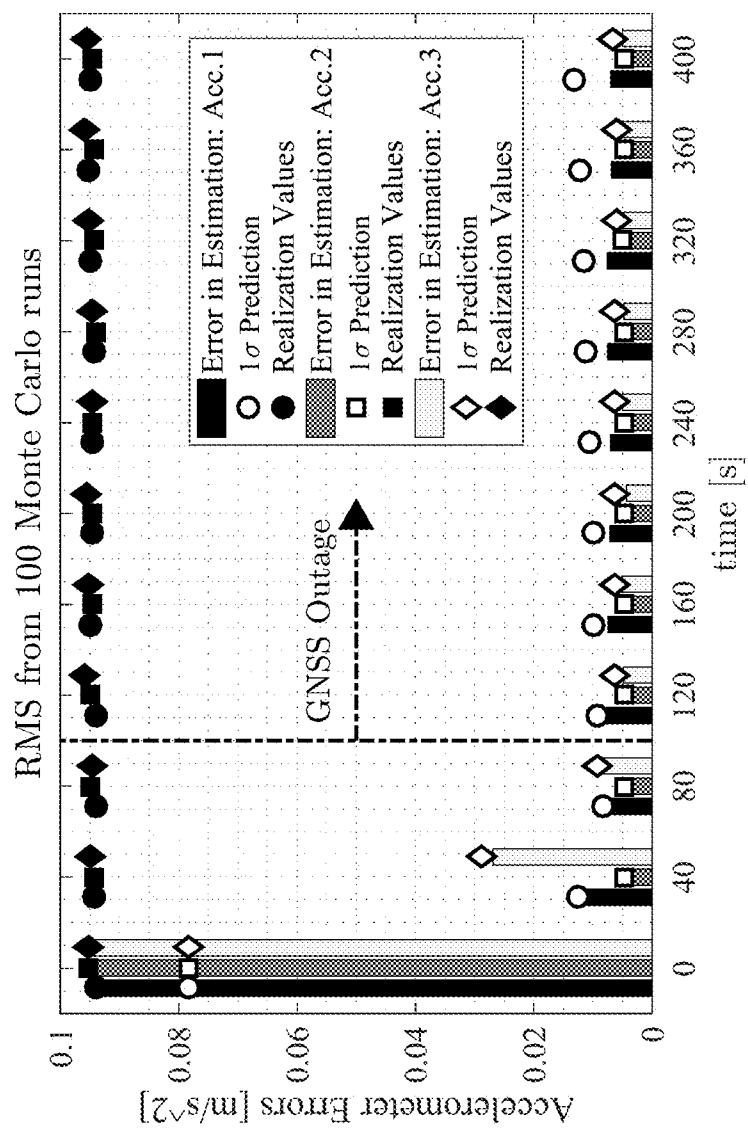 RMS from 100 Monte Carlo runs
Accelerometer Errors [m/s^2]
0.1
0.08
0.06
0.04
0.02
0
Error in Estimation: Acc.1
1σ Prediction
Realization Values
Error in Estimation: Acc.2
1σ Prediction
Realization Values
Error in Estimation: Acc.3
1σ Prediction
Realization Values
GNSS Outage
0 40 80 120 160 200 240 280 320 360 400
time [s]